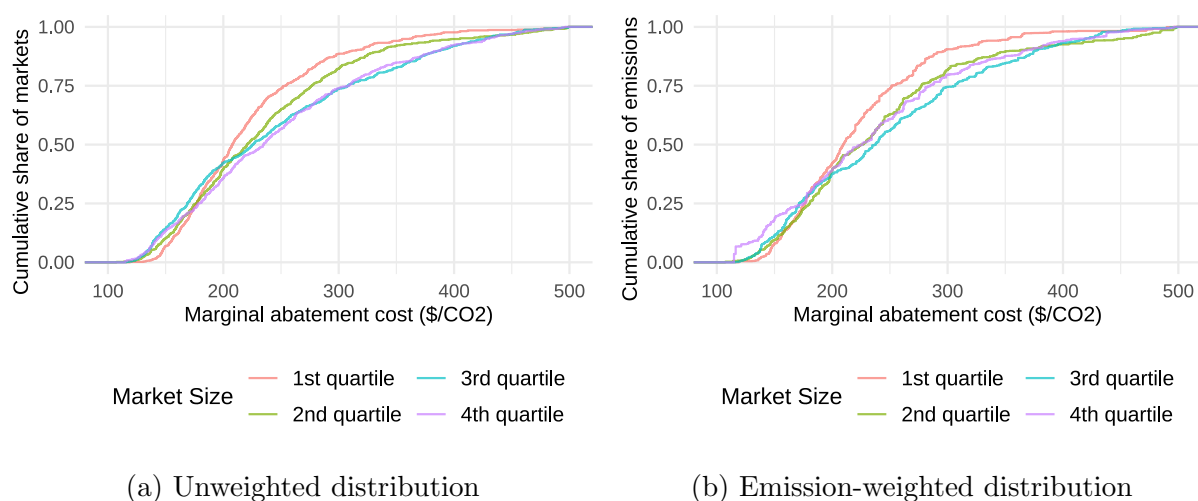 Cumulative share of markets
1.00
0.75
0.50
0.25
0.00
100 200 300 400 500
Marginal abatement cost ($/CO2)
Market Size
1st quartile
2nd quartile
3rd quartile
4th quartile
(a) Unweighted distribution
Cumulative share of emissions
1.00
0.75
0.50
0.25
0.00
100 200 300 400 500
Marginal abatement cost ($/CO2)
Market Size
1st quartile
2nd quartile
3rd quartile
4th quartile
(b) Emission-weighted distribution